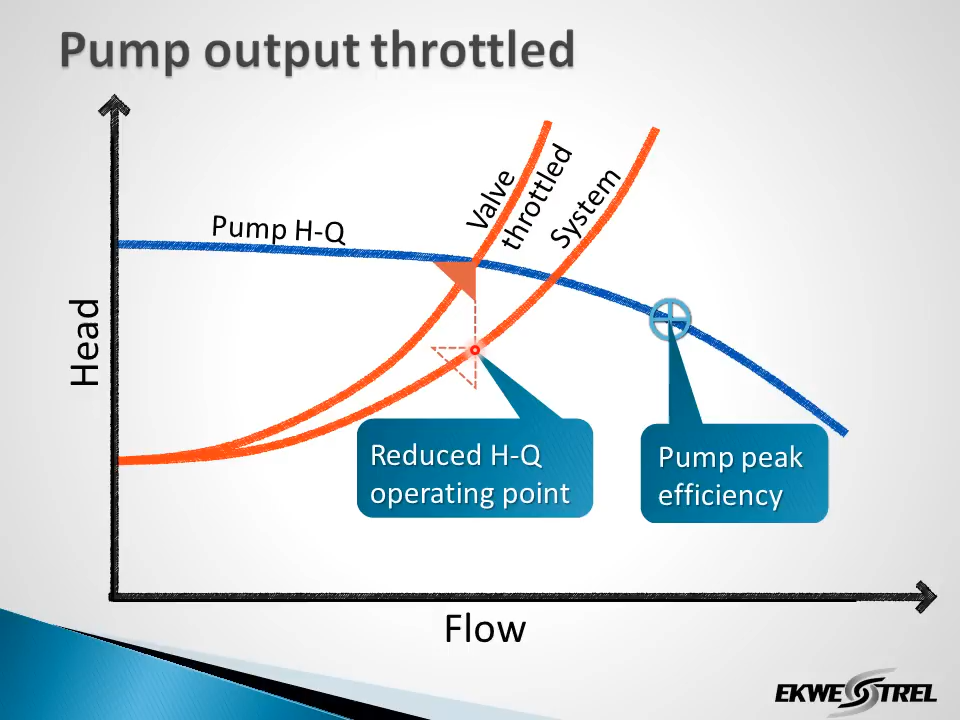 Pump output throttled
Pump H-Q
Valve
throttled
System
Head
Reduced H-Q
operating point
Pump peak
efficiency
Flow
EKWESTREL